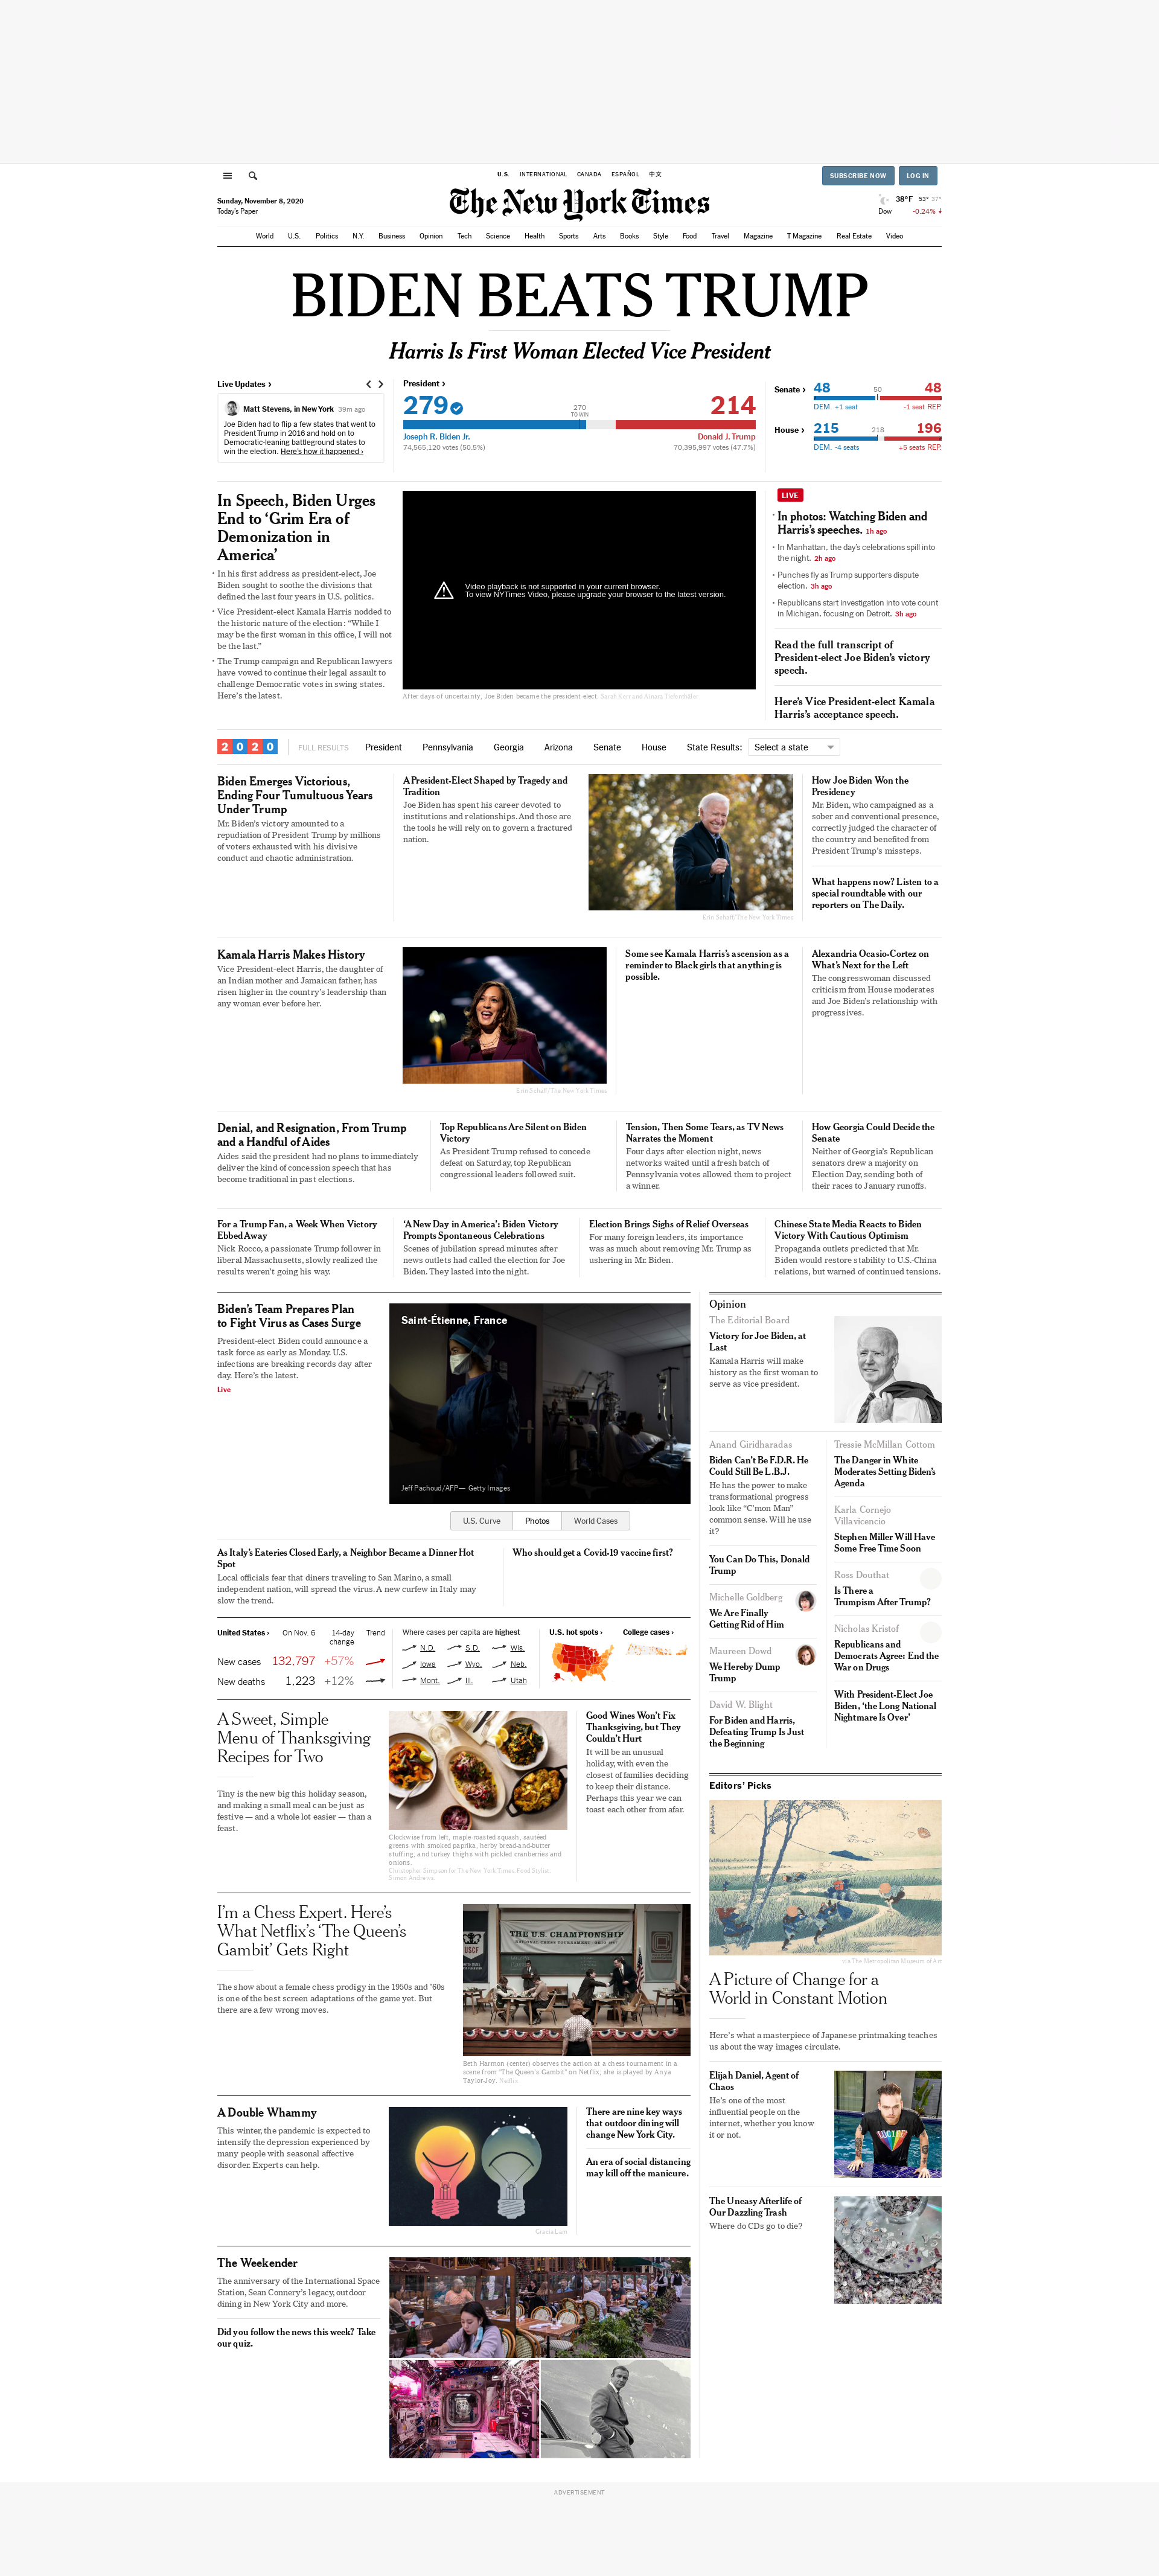 U.S. INTERNATIONAL CANADA ESPAÑOL 中文
SUBSCRIBE NOW LOG IN
Sunday, November 8, 2020
Today's Paper
The New York Times
38°F 53° 37°
Dow -0.24%
World U.S. Politics N.Y. Business Opinion Tech Science Health Sports Arts Books Style Food Travel Magazine T Magazine Real Estate Video
BIDEN BEATS TRUMP
Harris Is First Woman Elected Vice President
Live Updates ›
Matt Stevens, in New York 39m ago
Joe Biden had to flip a few states that went to
President Trump in 2016 and hold on to
Democratic-leaning battleground states to
win the election. Here's how it happened ›
President ›
279 214
270
TO WIN
Joseph R. Biden Jr. Donald J. Trump
74,565,120 votes (50.5%) 70,395,997 votes (47.7%)
Senate › 48 50 48
DEM. +1 seat -1 seat REP.
House › 215 218 196
DEM. -4 seats +5 seats REP.
In Speech, Biden Urges
End to ‘Grim Era of
Demonization in
America’
In his first address as president-elect, Joe
Biden sought to soothe the divisions that
defined the last four years in U.S. politics.
Vice President-elect Kamala Harris nodded to
the historic nature of the election: “While I
may be the first woman in this office, I will not
be the last.”
The Trump campaign and Republican lawyers
have vowed to continue their legal assault to
challenge Democratic votes in swing states.
Here's the latest.
Video playback is not supported in your current browser.
To view NYTimes Video, please upgrade your browser to the latest version.
After days of uncertainty, Joe Biden became the president-elect.
LIVE
In photos: Watching Biden and
Harris's speeches. 1h ago
In Manhattan, the day's celebrations spill into
the night. 2h ago
Punches fly as Trump supporters dispute
election. 3h ago
Republicans start investigation into vote count
in Michigan, focusing on Detroit. 3h ago
Read the full transcript of
President-elect Joe Biden's victory
speech.
Here's Vice President-elect Kamala
Harris's acceptance speech.
2020 FULL RESULTS President Pennsylvania Georgia Arizona Senate House State Results: Select a state
Biden Emerges Victorious,
Ending Four Tumultuous Years
Under Trump
Mr. Biden's victory amounted to a
repudiation of President Trump by millions
of voters exhausted with his divisive
conduct and chaotic administration.
A President-Elect Shaped by Tragedy and
Tradition
Joe Biden has spent his career devoted to
institutions and relationships. And those are
the tools he will rely on to govern a fractured
nation.
Erin Schaff/The New York Times
How Joe Biden Won the
Presidency
Mr. Biden, who campaigned as a
sober and conventional presence,
correctly judged the character of
the country and benefited from
President Trump's missteps.
What happens now? Listen to a
special roundtable with our
reporters on The Daily.
Kamala Harris Makes History
Vice President-elect Harris, the daughter of
an Indian mother and Jamaican father, has
risen higher in the country's leadership than
any woman ever before her.
Erin Schaff/The New York Times
Some see Kamala Harris's ascension as a
reminder to Black girls that anything is
possible.
Alexandria Ocasio-Cortez on
What's Next for the Left
The congresswoman discussed
criticism from House moderates
and Joe Biden's relationship with
progressives.
Denial, and Resignation, From Trump
and a Handful of Aides
Aides said the president had no plans to immediately
deliver the kind of concession speech that has
become traditional in past elections.
Top Republicans Are Silent on Biden
Victory
As President Trump refused to concede
defeat on Saturday, top Republican
congressional leaders followed suit.
Tension, Then Some Tears, as TV News
Narrates the Moment
Four days after election night, news
networks waited until a fresh batch of
Pennsylvania votes allowed them to project
a winner.
How Georgia Could Decide the
Senate
Neither of Georgia's Republican
senators drew a majority on
Election Day, sending both of
their races to January runoffs.
For a Trump Fan, a Week When Victory
Ebbed Away
Nick Rocco, a passionate Trump follower in
liberal Massachusetts, slowly realized the
results weren't going his way.
‘A New Day in America’: Biden Victory
Prompts Spontaneous Celebrations
Scenes of jubilation spread minutes after
news outlets had called the election for Joe
Biden. They lasted into the night.
Election Brings Sighs of Relief Overseas
For many foreign leaders, its importance
was as much about removing Mr. Trump as
ushering in Mr. Biden.
Chinese State Media Reacts to Biden
Victory With Cautious Optimism
Propaganda outlets predicted that Mr.
Biden would restore stability to U.S.-China
relations, but warned of continued tensions.
Biden's Team Prepares Plan
to Fight Virus as Cases Surge
President-elect Biden could announce a
task force as early as Monday. U.S.
infections are breaking records day after
day. Here's the latest.
Live
Saint-Étienne, France
Jeff Pachoud/AFP— Getty Images
U.S. Curve Photos World Cases
As Italy's Eateries Closed Early, a Neighbor Became a Dinner Hot
Spot
Local officials fear that diners traveling to San Marino, a small
independent nation, will spread the virus. A new curfew in Italy may
slow the trend.
Who should get a Covid-19 vaccine first?
United States › On Nov. 6 14-day
change Trend
New cases 132,797 +57%
New deaths 1,223 +12%
Where cases per capita are highest
N.D. S.D. Wis.
Iowa Wyo. Neb.
Mont. Ill. Utah
U.S. hot spots ›
College cases ›
A Sweet, Simple
Menu of Thanksgiving
Recipes for Two
Tiny is the new big this holiday season,
and making a small meal can be just as
festive — and a whole lot easier — than a
feast.
Clockwise from left, maple-roasted squash, sautéed
greens with smoked paprika, herby bread-and-butter
stuffing, and turkey thighs with pickled cranberries and
onions.
Christopher Simpson for The New York Times. Food Stylist:
Simon Andrews.
Good Wines Won't Fix
Thanksgiving, but They
Couldn't Hurt
It will be an unusual
holiday, with even the
closest of families deciding
to keep their distance.
Perhaps this year we can
toast each other from afar.
I'm a Chess Expert. Here's
What Netflix's ‘The Queen's
Gambit’ Gets Right
The show about a female chess prodigy in the 1950s and '60s
is one of the best screen adaptations of the game yet. But
there are a few wrong moves.
USCF
THE U.S. CHAMPIONSHIP
Beth Harmon (center) observes the action at a chess tournament in a
scene from “The Queen's Gambit” on Netflix; she is played by Anya
Taylor-Joy. Netflix
A Double Whammy
This winter, the pandemic is expected to
intensify the depression experienced by
many people with seasonal affective
disorder. Experts can help.
Gracia Lam
There are nine key ways
that outdoor dining will
change New York City.
An era of social distancing
may kill off the manicure.
The Weekender
The anniversary of the International Space
Station, Sean Connery's legacy, outdoor
dining in New York City and more.
Did you follow the news this week? Take
our quiz.
Opinion
The Editorial Board
Victory for Joe Biden, at
Last
Kamala Harris will make
history as the first woman to
serve as vice president.
Anand Giridharadas
Biden Can't Be F.D.R. He
Could Still Be L.B.J.
He has the power to make
transformational progress
look like “C'mon Man”
common sense. Will he use
it?
You Can Do This, Donald
Trump
Michelle Goldberg
We Are Finally
Getting Rid of Him
Maureen Dowd
We Hereby Dump
Trump
David W. Blight
For Biden and Harris,
Defeating Trump Is Just
the Beginning
Tressie McMillan Cottom
The Danger in White
Moderates Setting Biden's
Agenda
Karla Cornejo
Villavicencio
Stephen Miller Will Have
Some Free Time Soon
Ross Douthat
Is There a
Trumpism After Trump?
Nicholas Kristof
Republicans and
Democrats Agree: End the
War on Drugs
With President-Elect Joe
Biden, ‘the Long National
Nightmare Is Over’
Editors' Picks
via The Metropolitan Museum of Art
A Picture of Change for a
World in Constant Motion
Here's what a masterpiece of Japanese printmaking teaches
us about the way images circulate.
Elijah Daniel, Agent of
Chaos
He's one of the most
influential people on the
internet, whether you know
it or not.
The Uneasy Afterlife of
Our Dazzling Trash
Where do CDs go to die?
ADVERTISEMENT